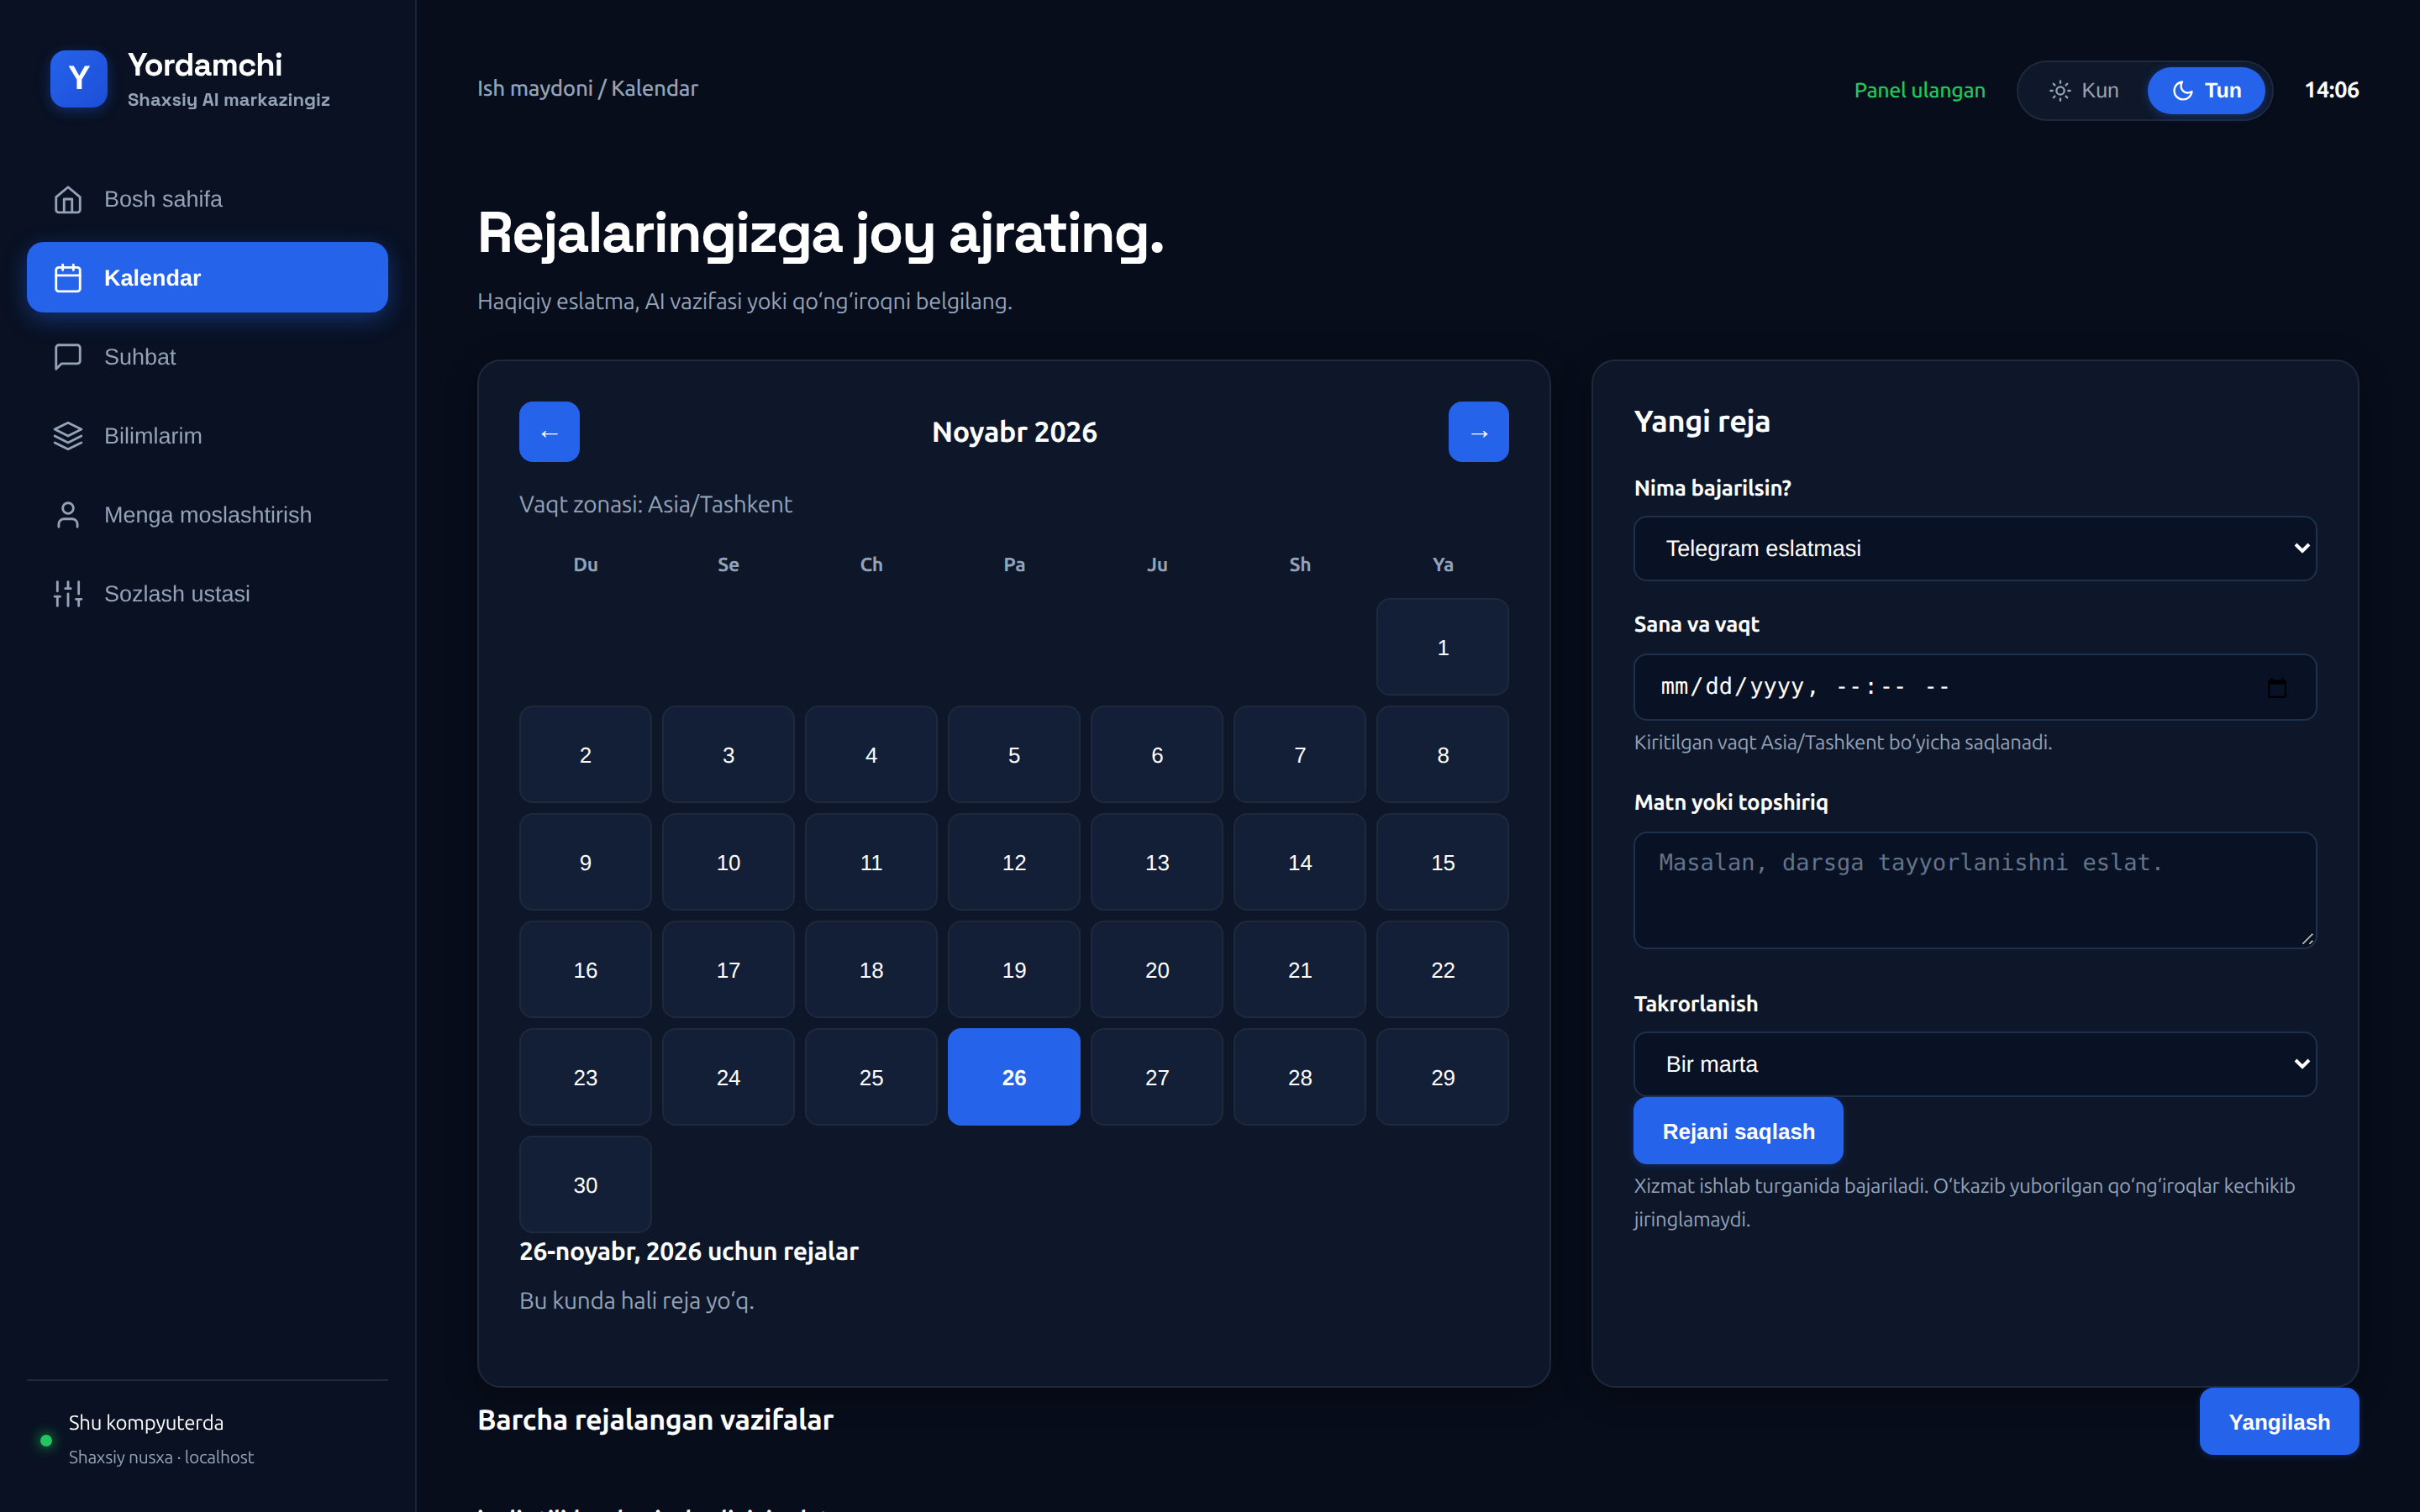 Y
Yordamchi
Shaxsiy AI markazingiz
Bosh sahifa
Kalendar
Suhbat
Bilimlarim
Menga moslashtirish
Sozlash ustasi
Shu kompyuterda
Shaxsiy nusxa · localhost
Ish maydoni / Kalendar
Panel ulangan
Kun
Tun
14:06
Rejalaringizga joy ajrating.
Haqiqiy eslatma, AI vazifasi yoki qo‘ng‘iroqni belgilang.
← Noyabr 2026 →
Vaqt zonasi: Asia/Tashkent
Du Se Ch Pa Ju Sh Ya
1
2 3 4 5 6 7 8
9 10 11 12 13 14 15
16 17 18 19 20 21 22
23 24 25 26 27 28 29
30
26-noyabr, 2026 uchun rejalar
Bu kunda hali reja yo‘q.
Yangi reja
Nima bajarilsin?
Telegram eslatmasi
Sana va vaqt
mm/dd/yyyy, --:-- --
Kiritilgan vaqt Asia/Tashkent bo‘yicha saqlanadi.
Matn yoki topshiriq
Masalan, darsga tayyorlanishni eslat.
Takrorlanish
Bir marta
Rejani saqlash
Xizmat ishlab turganida bajariladi. O‘tkazib yuborilgan qo‘ng‘iroqlar kechikib
jiringlamaydi.
Barcha rejalangan vazifalar
Yangilash